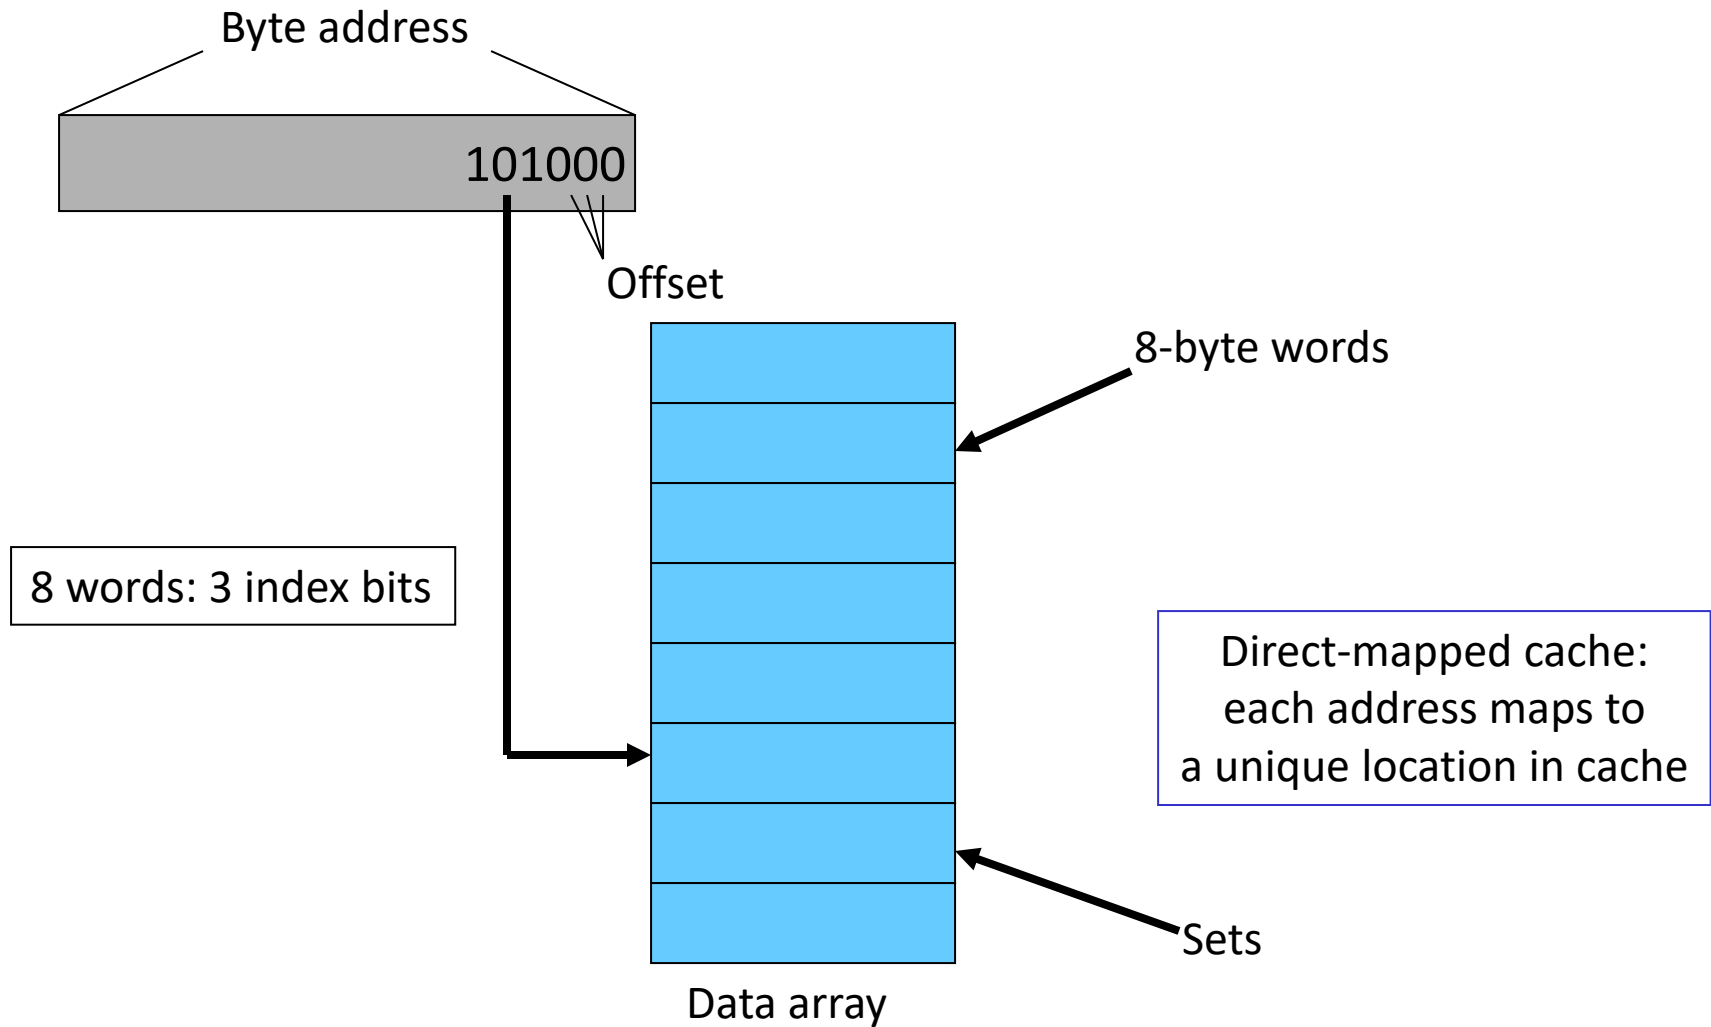 Byte address
101000
Offset
8-byte words
8 words: 3 index bits
Direct-mapped cache:
each address maps to
a unique location in cache
Sets
Data array